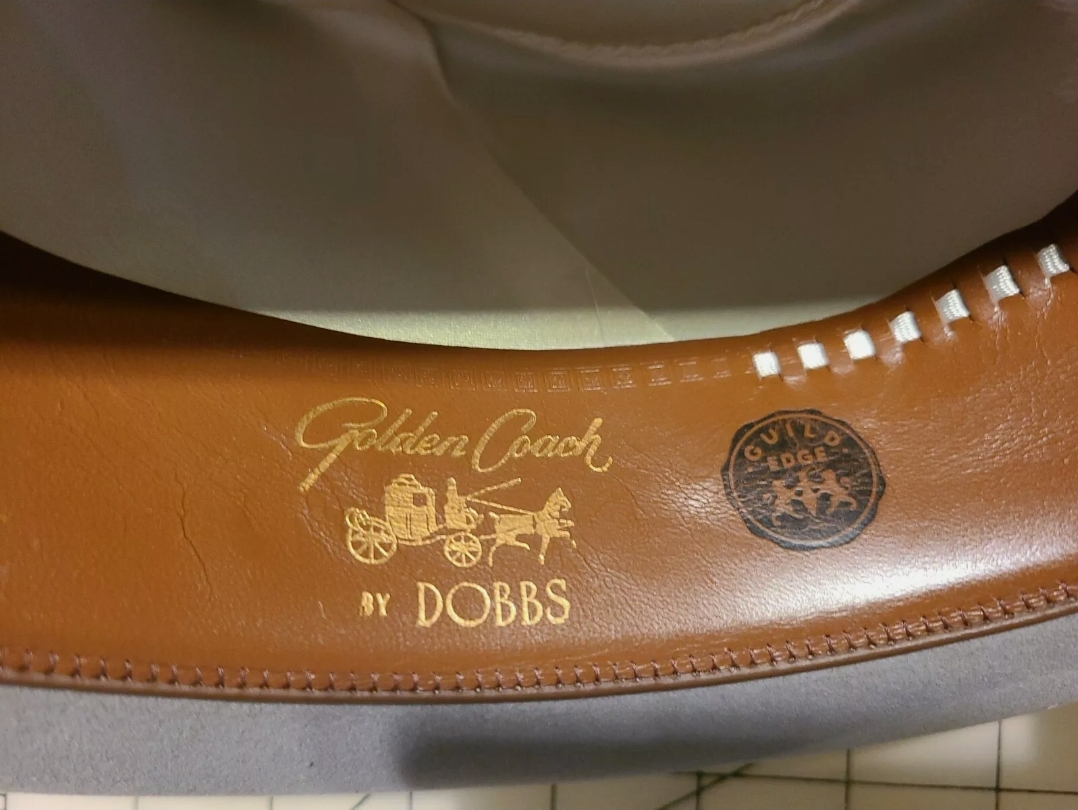 Golden Coach
BY DOBBS
GUILD
EDGE